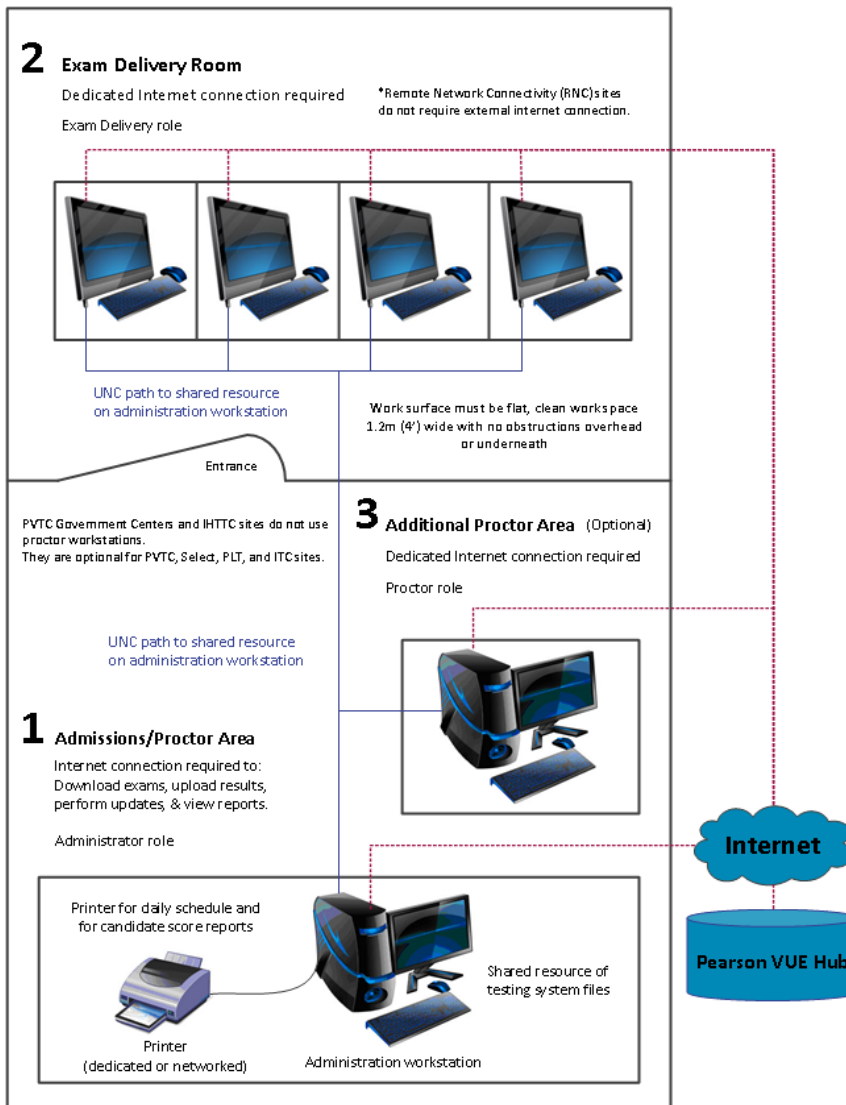 2 Exam Delivery Room
Dedicated Internet connection required
Exam Delivery role
*Remote Network Connectivity (RNC) sites
do not require external internet connection.
UNC path to shared resource
on administration workstation
Work surface must be flat, clean workspace
1.2m (4') wide with no obstructions overhead
or underneath
Entrance
PVTC Government Centers and IHTTC sites do not use
proctor workstations.
They are optional for PVTC, Select, PLT, and ITC sites.
3 Additional Proctor Area (Optional)
Dedicated Internet connection required
Proctor role
UNC path to shared resource
on administration workstation
1 Admissions/Proctor Area
Internet connection required to:
Download exams, upload results,
perform updates, & view reports.
Administrator role
Internet
Pearson VUE Hub
Printer for daily schedule and
for candidate score reports
Shared resource of
testing system files
Printer
(dedicated or networked)
Administration workstation